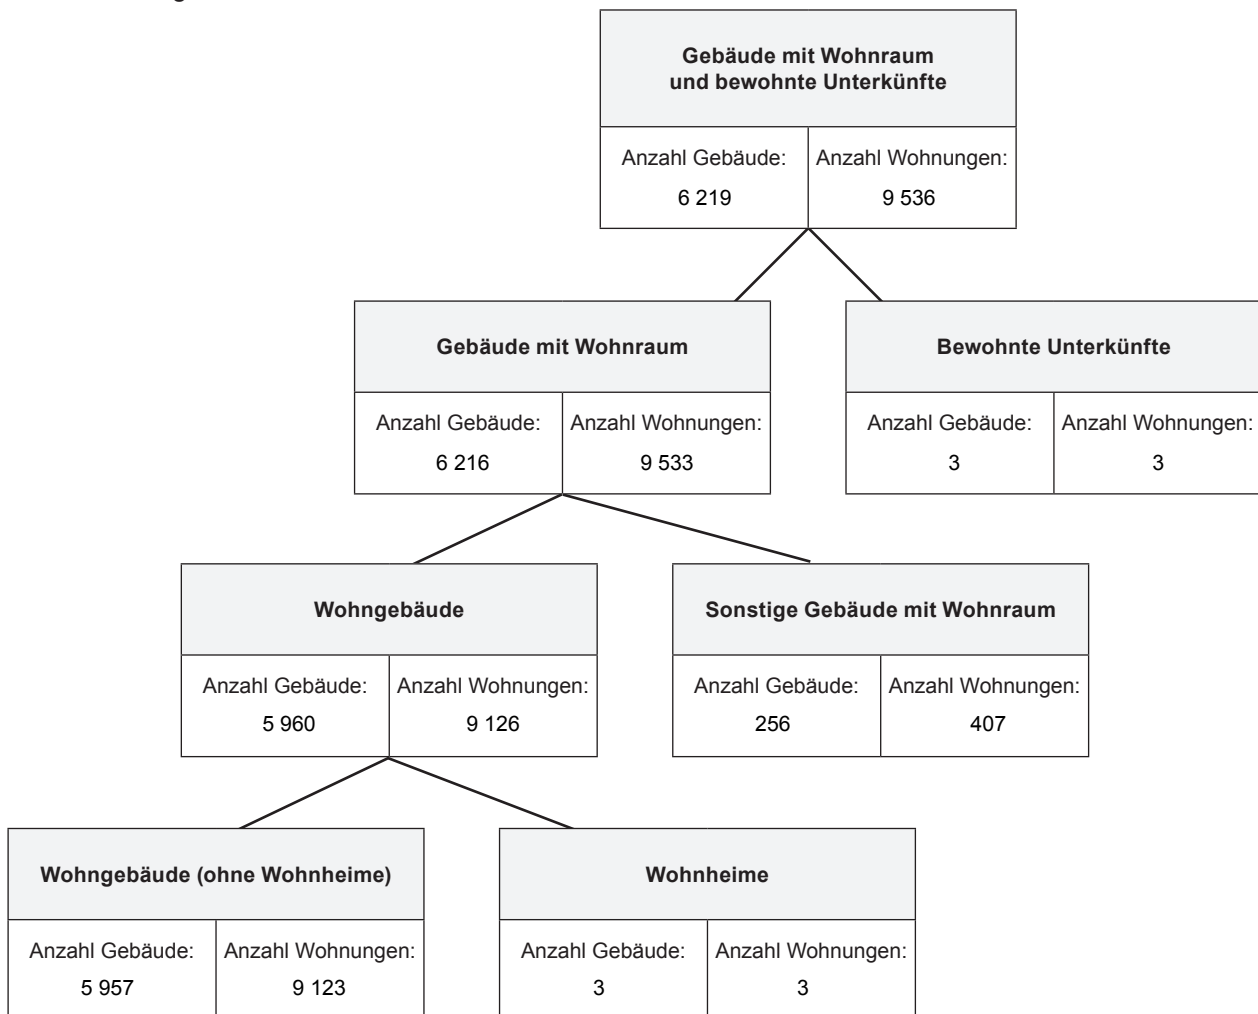 Gebäude mit Wohnraum
und bewohnte Unterkünfte
Anzahl Gebäude: Anzahl Wohnungen:
6 219 9 536
Gebäude mit Wohnraum
Anzahl Gebäude: Anzahl Wohnungen:
6 216 9 533
Bewohnte Unterkünfte
Anzahl Gebäude: Anzahl Wohnungen:
3 3
Wohngebäude
Anzahl Gebäude: Anzahl Wohnungen:
5 960 9 126
Sonstige Gebäude mit Wohnraum
Anzahl Gebäude: Anzahl Wohnungen:
256 407
Wohngebäude (ohne Wohnheime)
Anzahl Gebäude: Anzahl Wohnungen:
5 957 9 123
Wohnheime
Anzahl Gebäude: Anzahl Wohnungen:
3 3